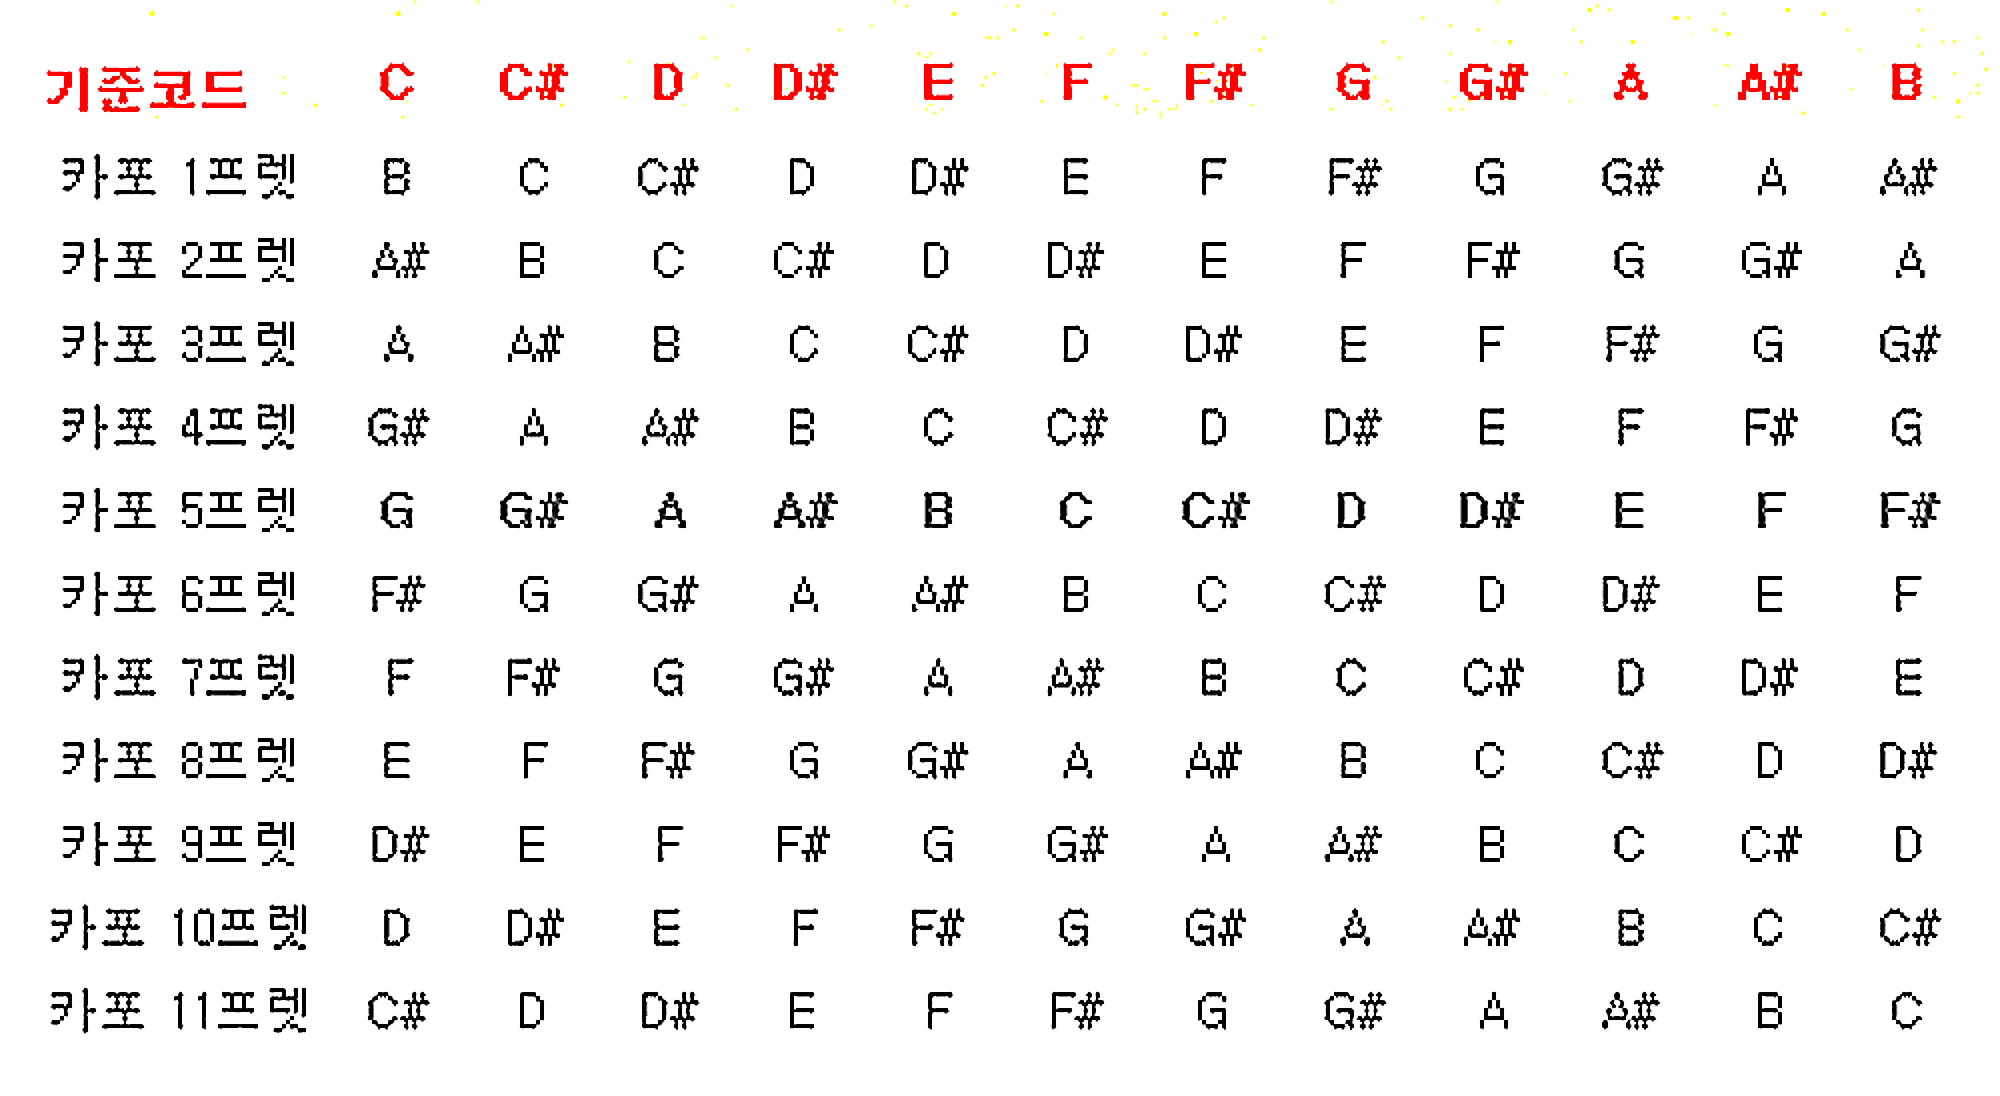 기준코드 C C# D D# E F F# G G# A A# B
카포 1프렛 B C C# D D# E F F# G G# A A#
카포 2프렛 A# B C C# D D# E F F# G G# A
카포 3프렛 A A# B C C# D D# E F F# G G#
카포 4프렛 G# A A# B C C# D D# E F F# G
카포 5프렛 G G# A A# B C C# D D# E F F#
카포 6프렛 F# G G# A A# B C C# D D# E F
카포 7프렛 F F# G G# A A# B C C# D D# E
카포 8프렛 E F F# G G# A A# B C C# D D#
카포 9프렛 D# E F F# G G# A A# B C C# D
카포 10프렛 D D# E F F# G G# A A# B C C#
카포 11프렛 C# D D# E F F# G G# A A# B C